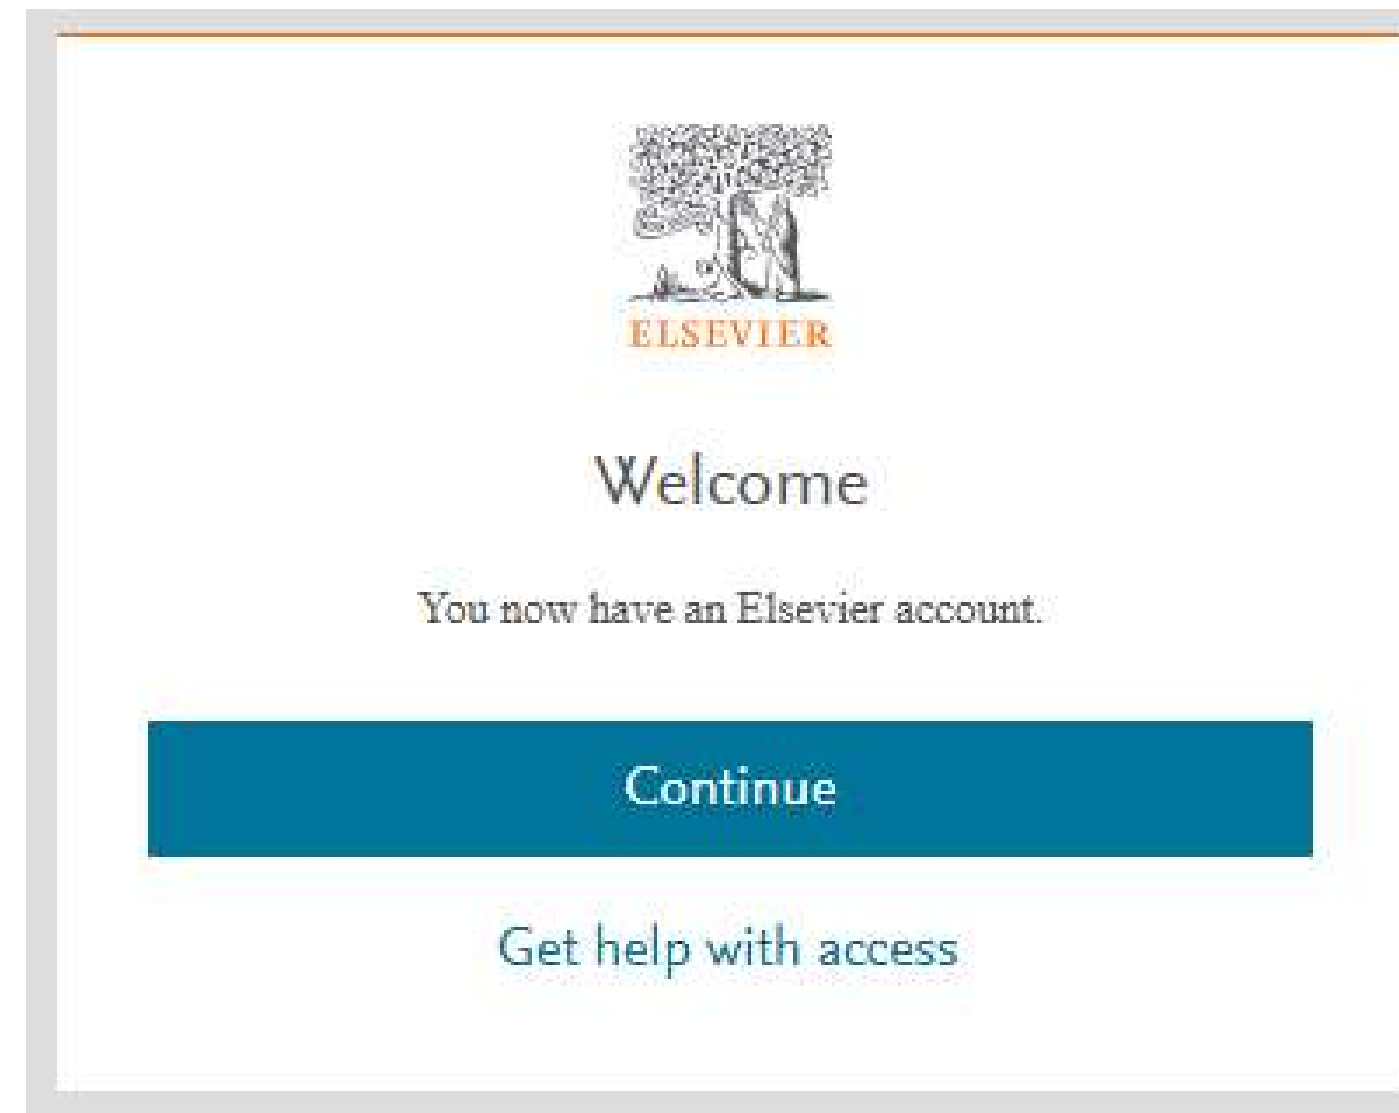 ELSEVIER
Welcome
You now have an Elsevier account.
Continue
Get help with access